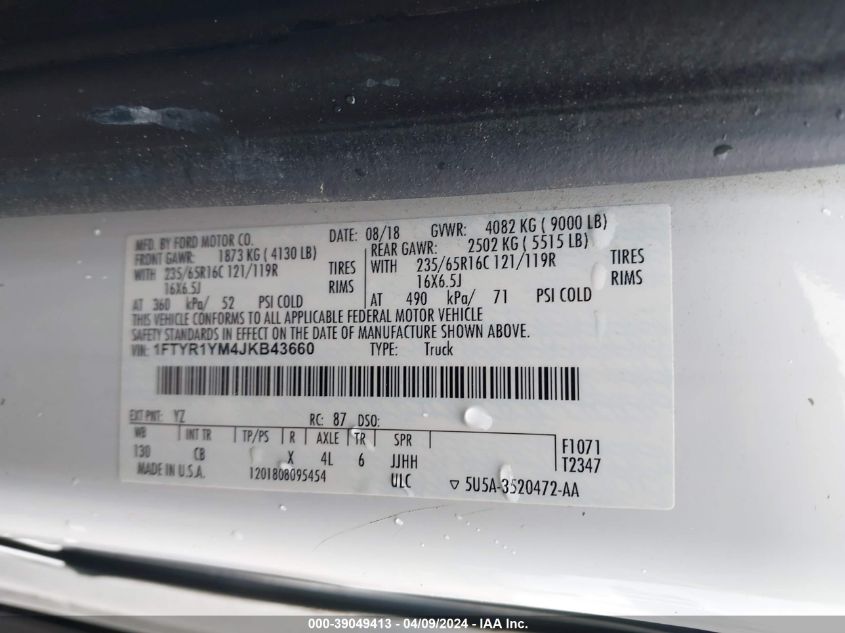 MFD. BY FORD MOTOR CO.
DATE: 08/18 GVWR: 4082 KG ( 9000 LB)
FRONT GAWR: 1873 KG ( 4130 LB)
REAR GAWR: 2502 KG ( 5515 LB)
WITH 235/65R16C 121/119R TIRES
WITH 235/65R16C 121/119R TIRES
16X6.5J RIMS
16X6.5J RIMS
AT 360 kPa/ 52 PSI COLD
AT 490 kPa/ 71 PSI COLD
THIS VEHICLE CONFORMS TO ALL APPLICABLE FEDERAL MOTOR VEHICLE
SAFETY STANDARDS IN EFFECT ON THE DATE OF MANUFACTURE SHOWN ABOVE.
VIN: 1FTYR1YM4JKB43660 TYPE: Truck
EXT PNT: YZ RC: 87 DSO:
WB INT TR TP/PS R AXLE TR SPR
130 CB X 4L 6 JJHH
F1071
T2347
MADE IN U.S.A. 1201808095454 ULC ▽ 5U5A-3520472-AA
000-39049413 - 04/09/2024 - IAA Inc.